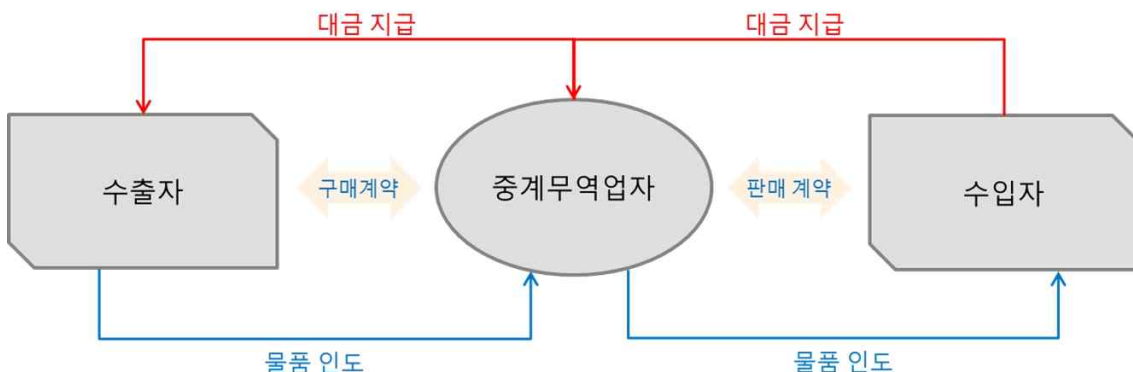 대금 지급
대금 지급
수출자
구매계약
중계무역업자
판매 계약
수입자
물품 인도
물품 인도